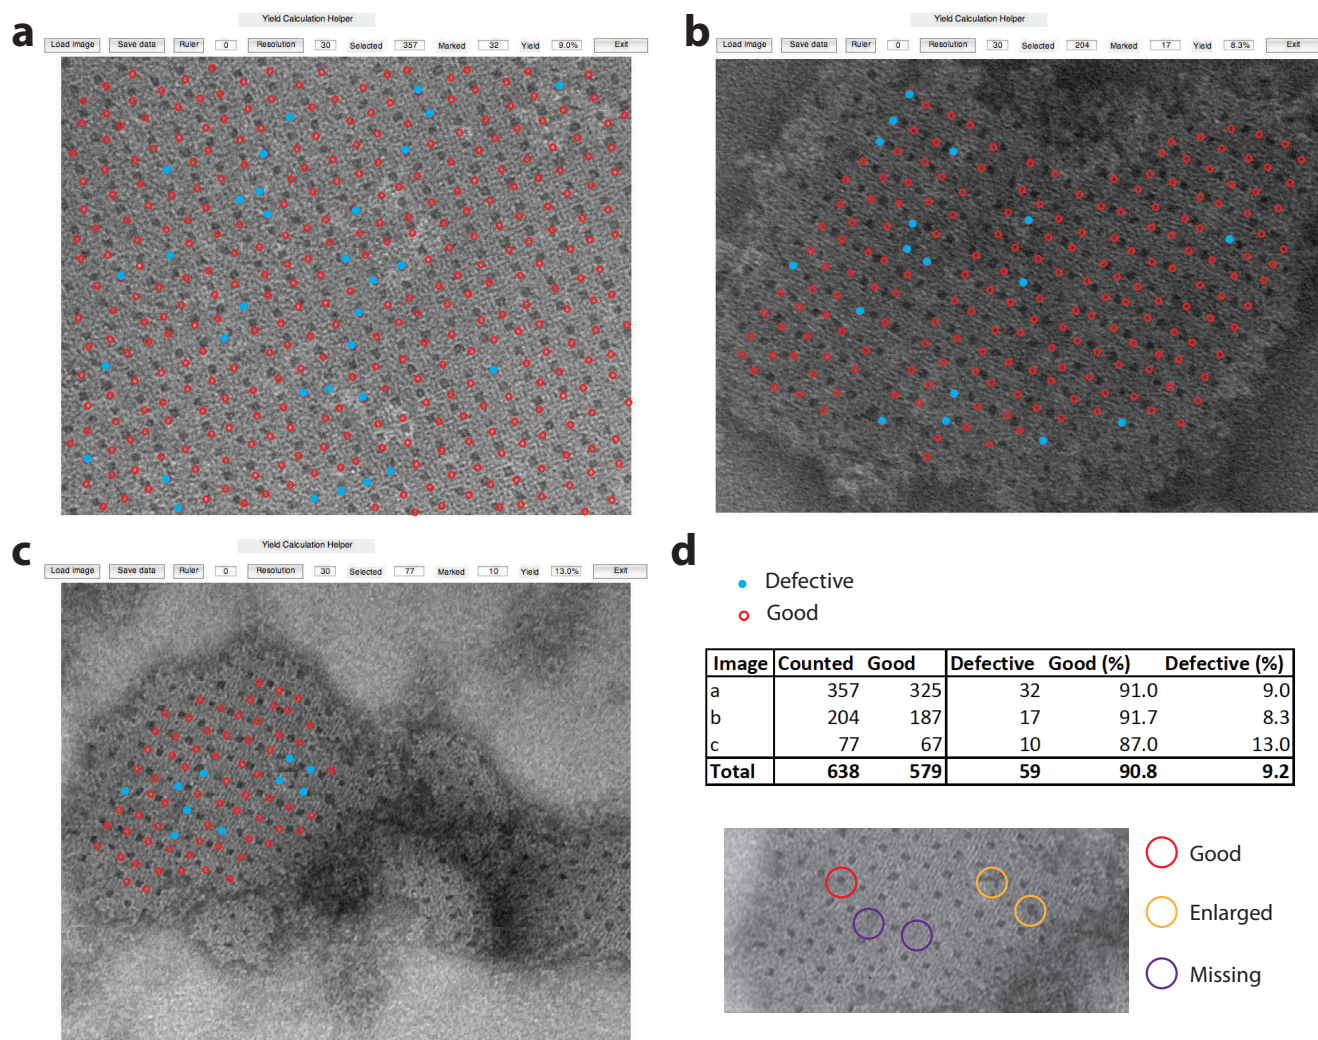 a
Yield Calculation Helper
Load image Save data Ruler 0 Resolution 30 Selected 357 Marked 32 Yield 9.0% Exit
b
Yield Calculation Helper
Load image Save data Ruler 0 Resolution 30 Selected 204 Marked 17 Yield 8.3% Exit
c
Yield Calculation Helper
Load image Save data Ruler 0 Resolution 30 Selected 77 Marked 10 Yield 13.0% Exit
d
Defective
Good
Image Counted Good Defective Good (%) Defective (%)
a 357 325 32 91.0 9.0
b 204 187 17 91.7 8.3
c 77 67 10 87.0 13.0
Total 638 579 59 90.8 9.2
Good
Enlarged
Missing